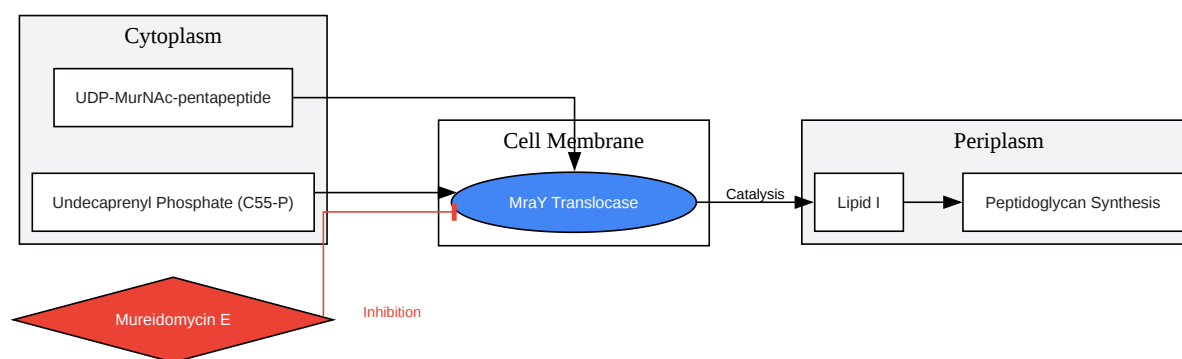 Cytoplasm
UDP-MurNAc-pentapeptide
Undecaprenyl Phosphate (C55-P)
Cell Membrane
MraY Translocase
Catalysis
Periplasm
Lipid I
Peptidoglycan Synthesis
Mureidomycin E
Inhibition